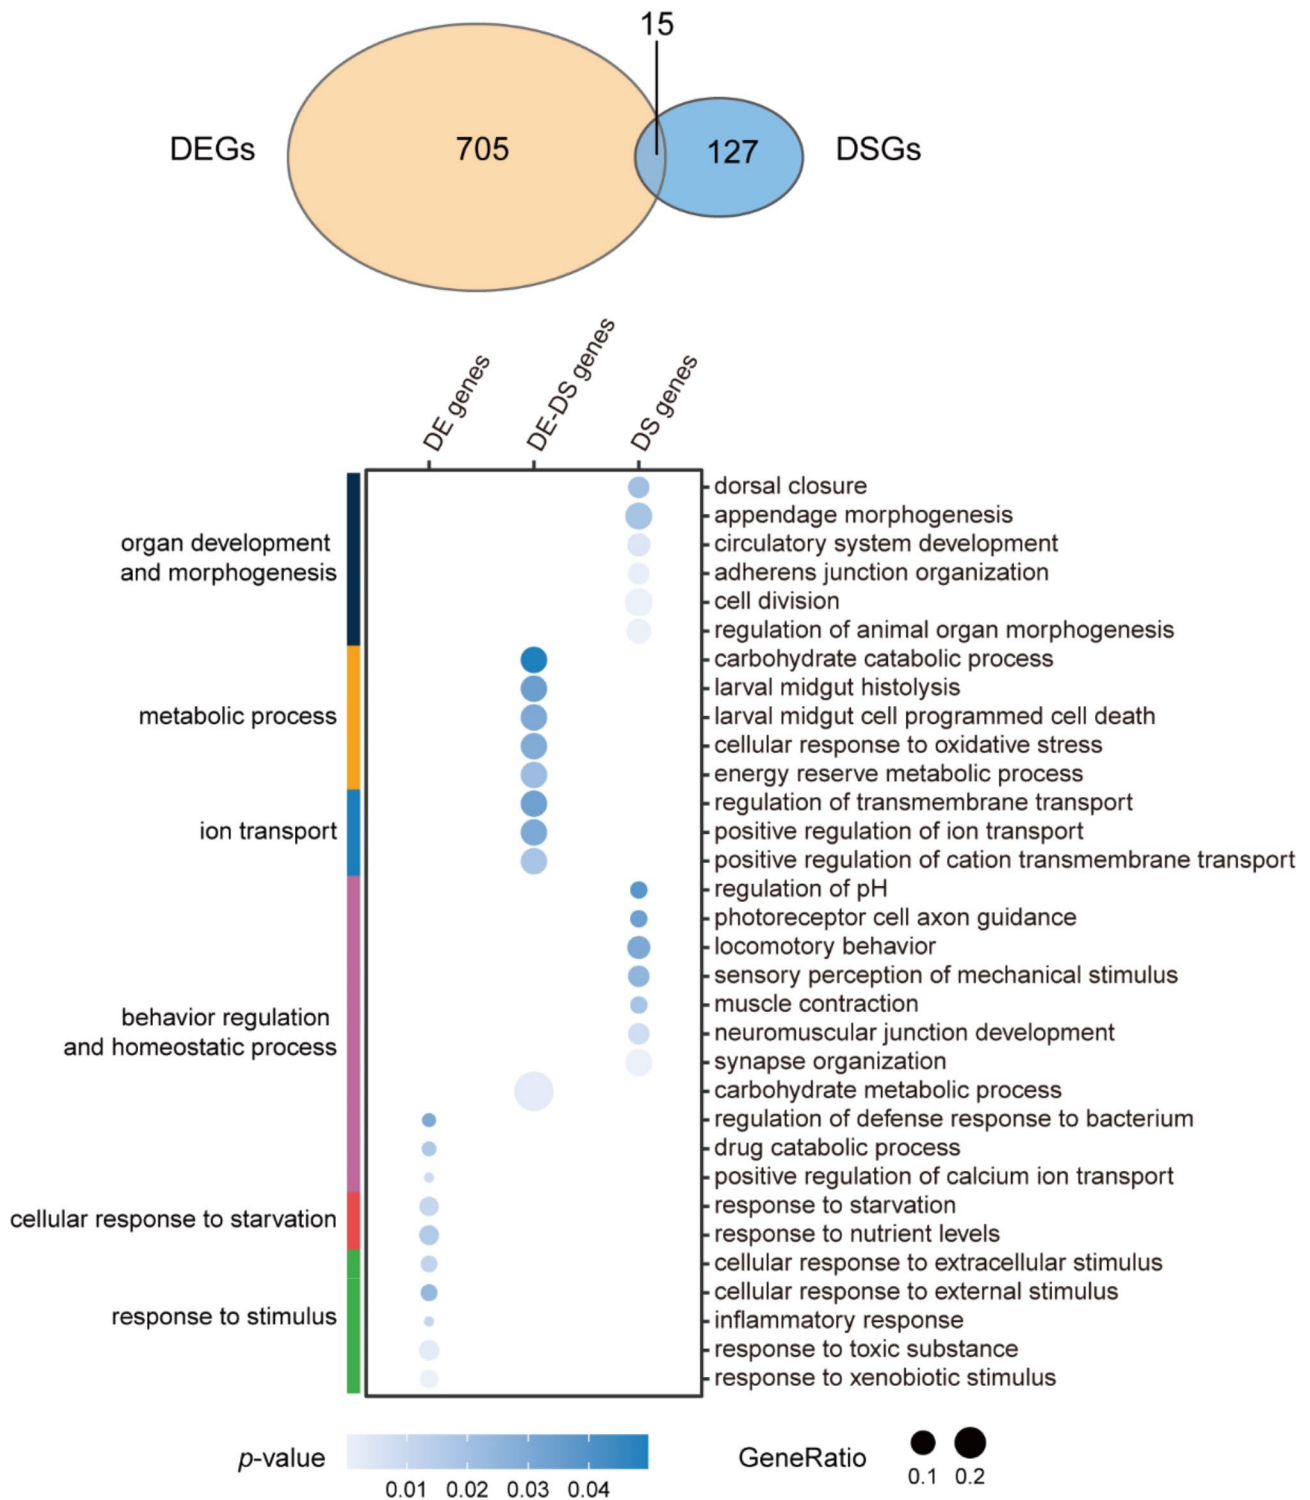 15
DEGs
705
127
DSGs
DE genes
DE-DS genes
DS genes
organ development
and morphogenesis
metabolic process
ion transport
behavior regulation
and homeostatic process
cellular response to starvation
response to stimulus
dorsal closure
appendage morphogenesis
circulatory system development
adherens junction organization
cell division
regulation of animal organ morphogenesis
carbohydrate catabolic process
larval midgut histolysis
larval midgut cell programmed cell death
cellular response to oxidative stress
energy reserve metabolic process
regulation of transmembrane transport
positive regulation of ion transport
positive regulation of cation transmembrane transport
regulation of pH
photoreceptor cell axon guidance
locomotory behavior
sensory perception of mechanical stimulus
muscle contraction
neuromuscular junction development
synapse organization
carbohydrate metabolic process
regulation of defense response to bacterium
drug catabolic process
positive regulation of calcium ion transport
response to starvation
response to nutrient levels
cellular response to extracellular stimulus
cellular response to external stimulus
inflammatory response
response to toxic substance
response to xenobiotic stimulus
p-value
0.01 0.02 0.03 0.04
GeneRatio
0.1 0.2